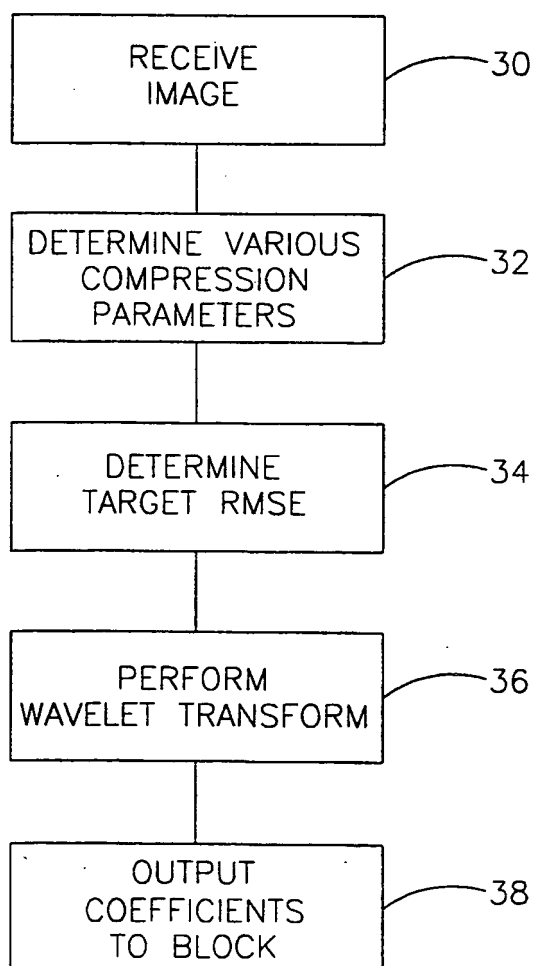 RECEIVE
IMAGE
30
DETERMINE VARIOUS
COMPRESSION
PARAMETERS
32
DETERMINE
TARGET RMSE
34
PERFORM
WAVELET TRANSFORM
36
OUTPUT
COEFFICIENTS
TO BLOCK
38